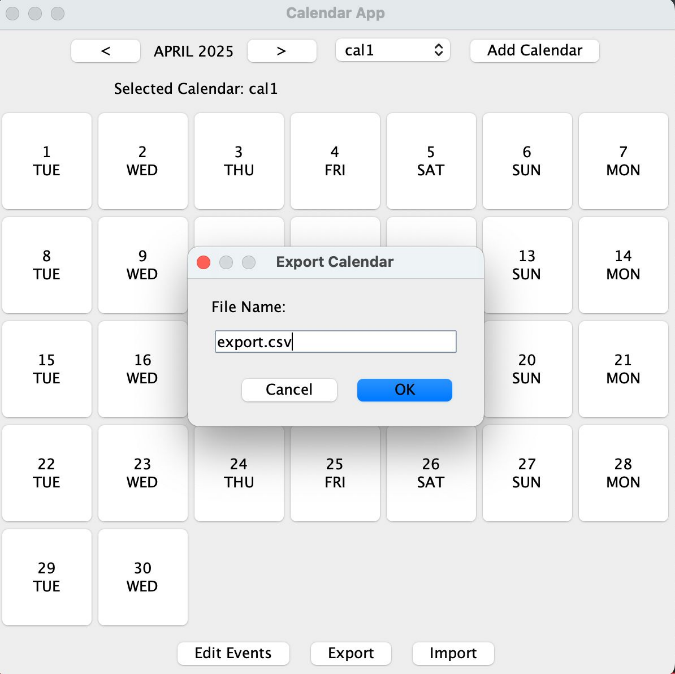 Calendar App
< APRIL 2025 > cal1 Add Calendar
Selected Calendar: cal1
1 2 3 4 5 6 7
TUE WED THU FRI SAT SUN MON
8 9 13 14
TUE WED SUN MON
Export Calendar
File Name:
export.csv
Cancel OK
15 16 20 21
TUE WED SUN MON
22 23 24 25 26 27 28
TUE WED THU FRI SAT SUN MON
29 30
TUE WED
Edit Events Export Import